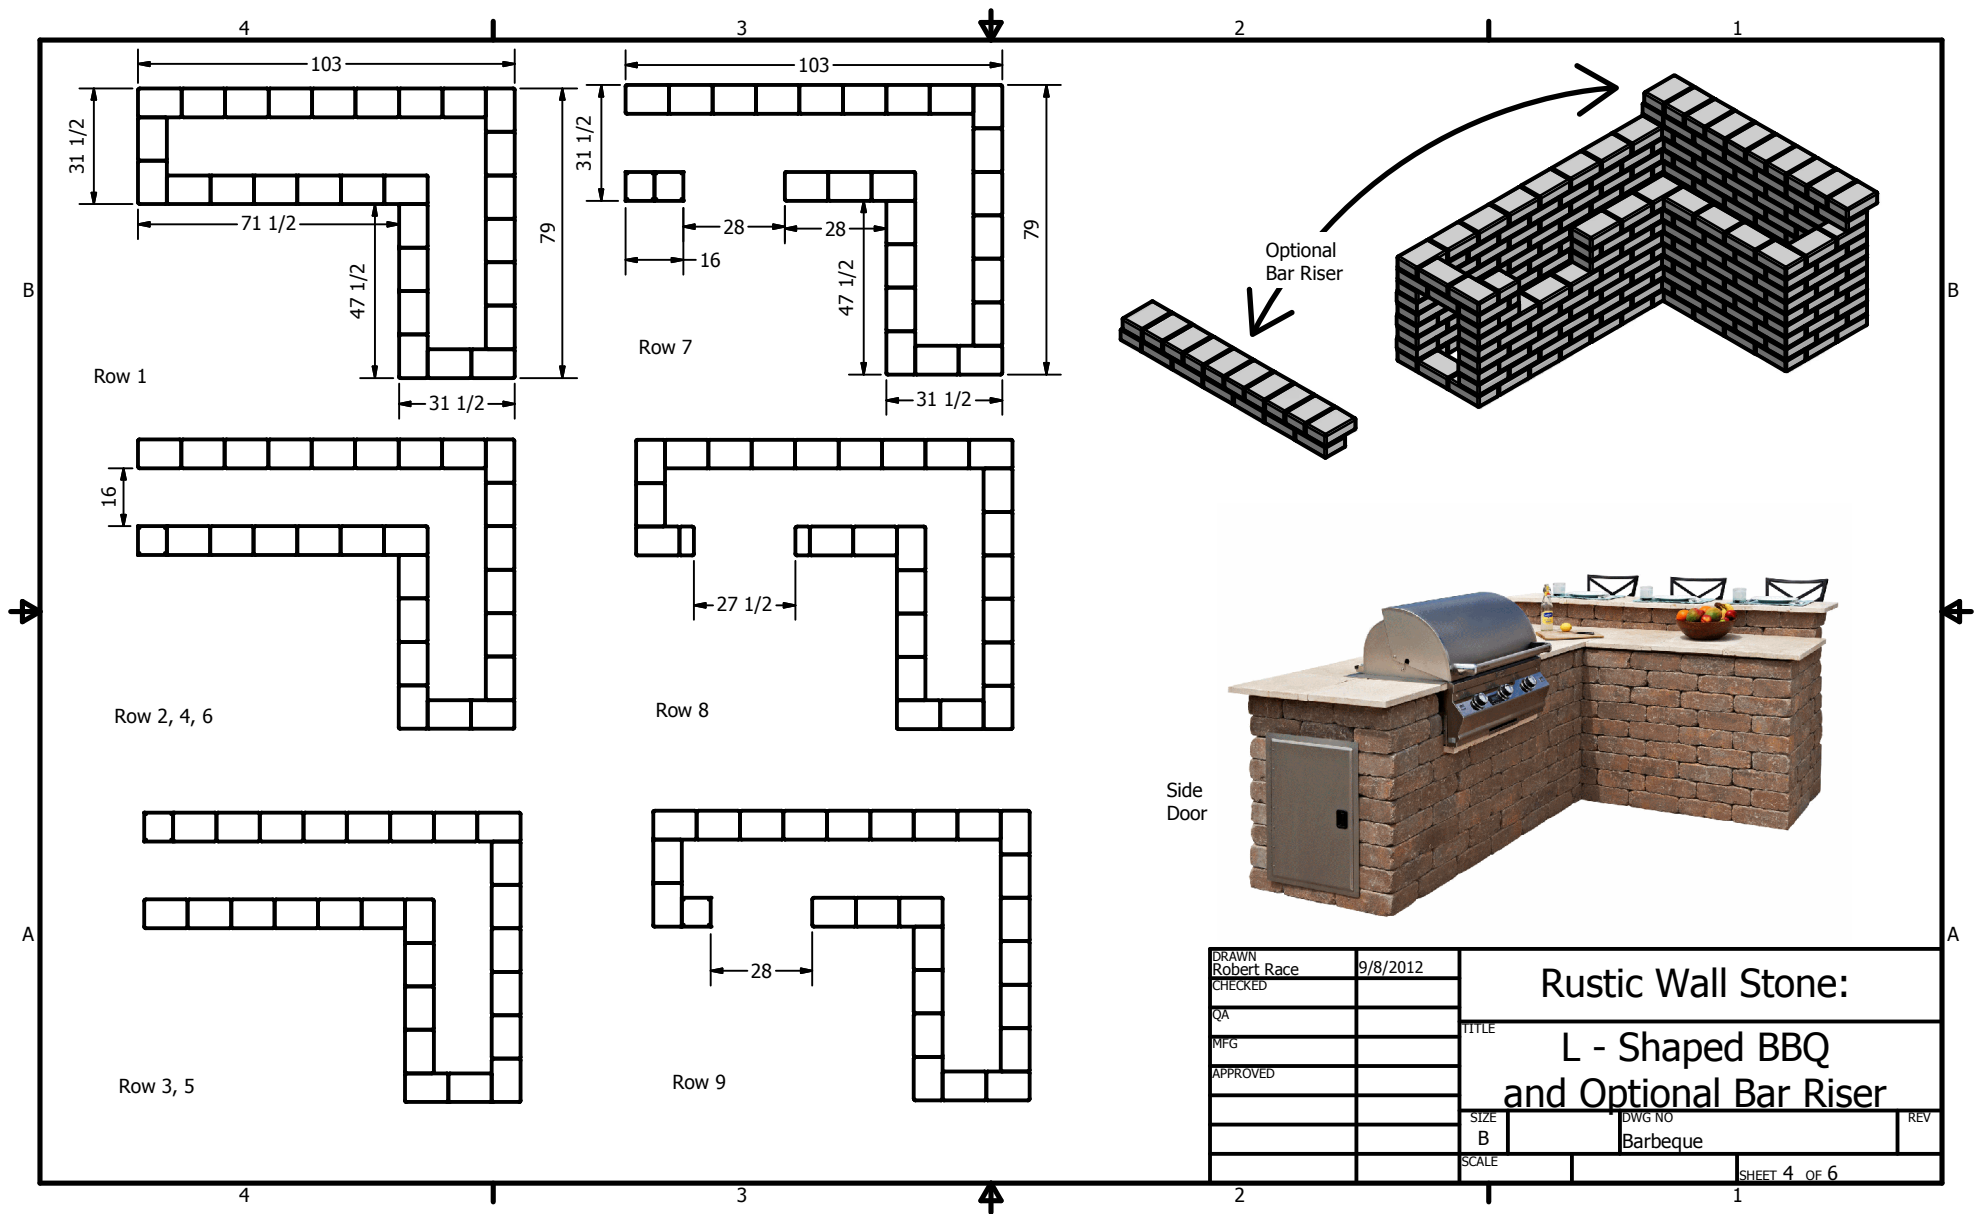 4
3
2
1
B
A
B
A
103
31 1/2
71 1/2
79
47 1/2
31 1/2
Row 1
103
31 1/2
28
28
16
79
47 1/2
31 1/2
Row 7
16
Row 2, 4, 6
27 1/2
Row 8
Row 3, 5
28
Row 9
Optional
Bar Riser
Side
Door
DRAWN
Robert Race
9/8/2012
CHECKED
QA
MFG
APPROVED
Rustic Wall Stone:
TITLE
L - Shaped BBQ
and Optional Bar Riser
SIZE
B
DWG NO
Barbeque
REV
SCALE
SHEET 4 OF 6
4
3
2
1